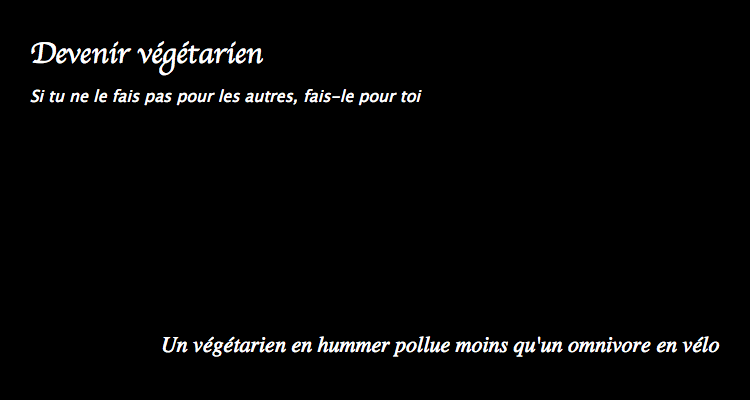 Devenir végétarien
Si tu ne le fais pas pour les autres, fais-le pour toi
Un végétarien en hummer pollue moins qu'un omnivore en vélo